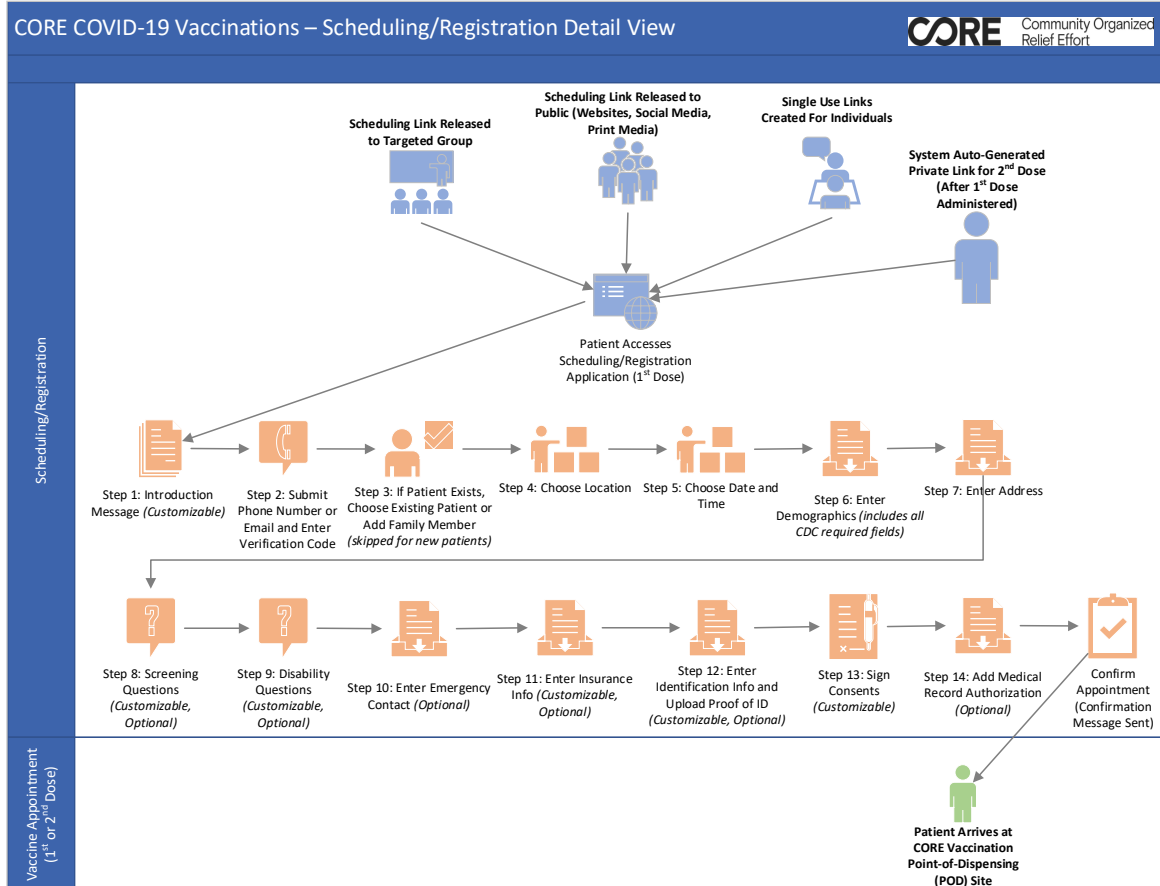 CORE COVID-19 Vaccinations – Scheduling/Registration Detail View
CORE
Community Organized
Relief Effort
Scheduling/Registration
Scheduling Link Released
to Targeted Group
Scheduling Link Released to
Public (Websites, Social Media,
Print Media)
Single Use Links
Created For Individuals
System Auto-Generated
Private Link for 2nd Dose
(After 1st Dose
Administered)
Patient Accesses
Scheduling/Registration
Application (1st Dose)
Step 1: Introduction
Message (Customizable)
Step 2: Submit
Phone Number or
Email and Enter
Verification Code
Step 3: If Patient Exists,
Choose Existing Patient or
Add Family Member
(skipped for new patients)
Step 4: Choose Location
Step 5: Choose Date and
Time
Step 6: Enter
Demographics (includes all
CDC required fields)
Step 7: Enter Address
?
?
Step 8: Screening
Questions
(Customizable,
Optional)
Step 9: Disability
Questions
(Customizable,
Optional)
Step 10: Enter Emergency
Contact (Optional)
Step 11: Enter Insurance
Info (Customizable,
Optional)
Step 12: Enter
Identification Info and
Upload Proof of ID
(Customizable, Optional)
Step 13: Sign
Consents
(Customizable)
Step 14: Add Medical
Record Authorization
(Optional)
Confirm
Appointment
(Confirmation
Message Sent)
Vaccine Appointment
(1st or 2nd Dose)
Patient Arrives at
CORE Vaccination
Point-of-Dispensing
(POD) Site